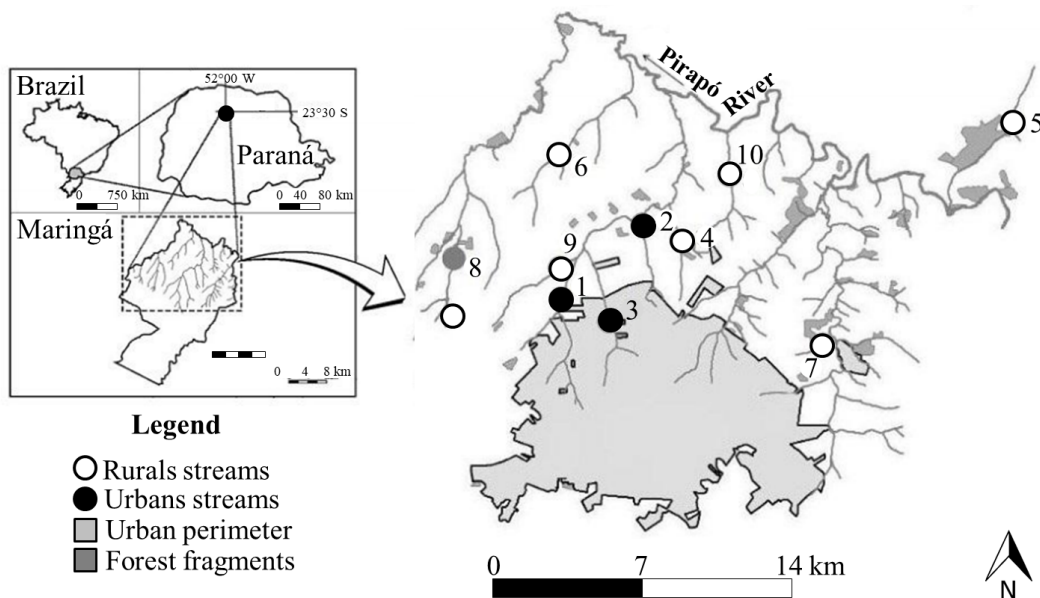 Brazil
52°00 W
23°30 S
Paraná
0 750 km
0 40 80 km
Maringá
0 4 8 km
Legend
Rurals streams
Urbans streams
Urban perimeter
Forest fragments
Pirapó River
5
6
10
2
4
9
8
1
3
7
0 7 14 km
N